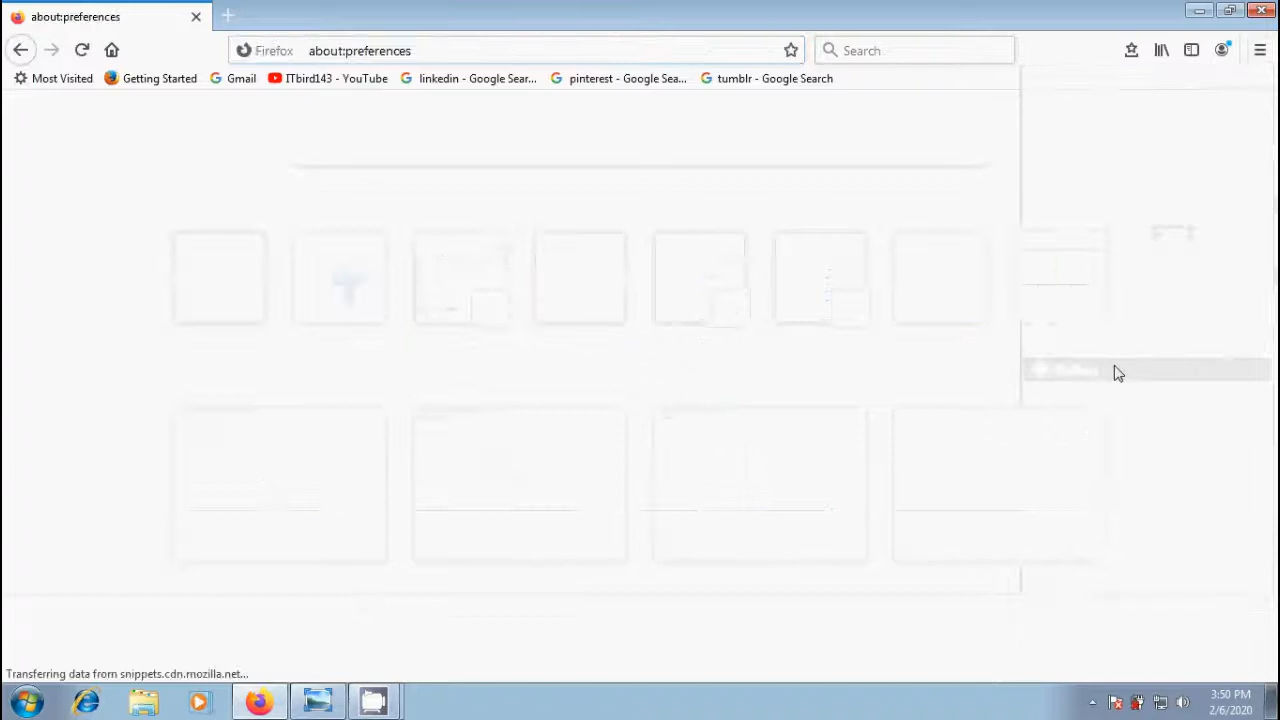 about:preferences
Firefox about:preferences Search
Most Visited Getting Started Gmail ITbird143 - YouTube linkedin - Google Sear... pinterest - Google Sea... tumblr - Google Search
Transferring data from snippets.cdn.mozilla.net...
3:50 PM
2/6/2020